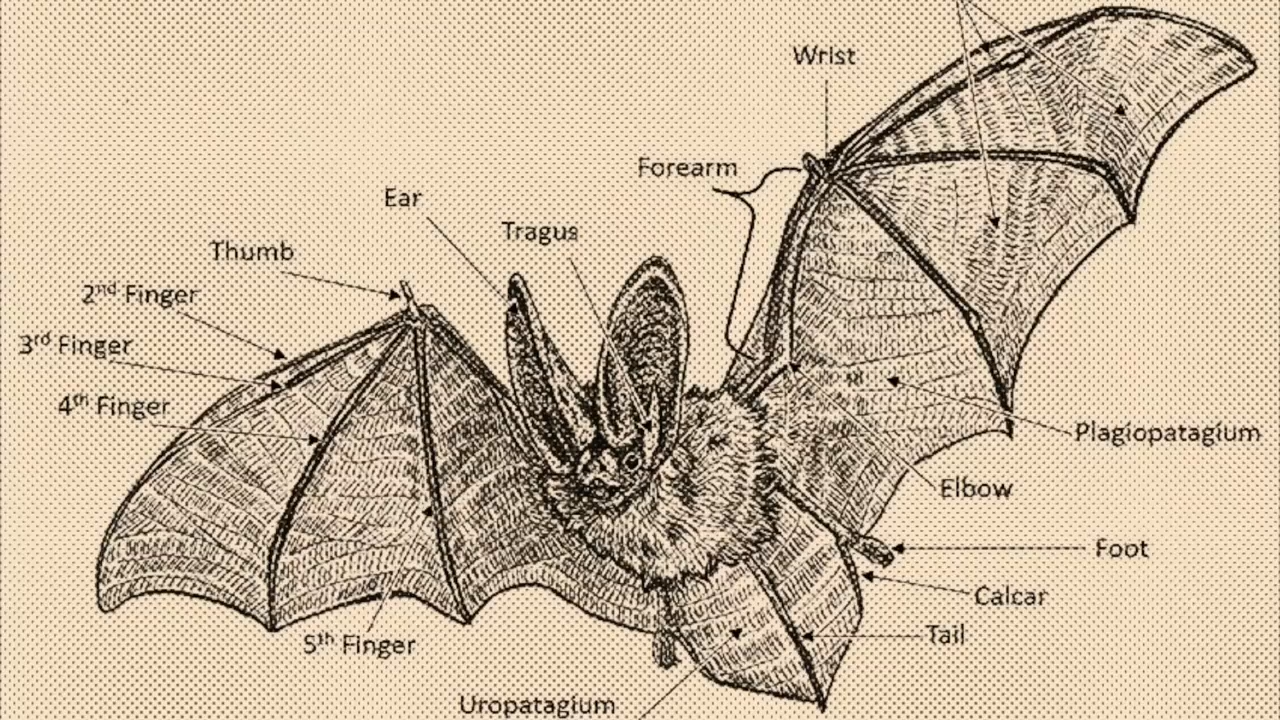 Wrist
Forearm
Ear
Tragus
Thumb
2nd Finger
3rd Finger
4th Finger
Plagiopatagium
Elbow
Foot
Calcar
Tail
5th Finger
Uropatagium